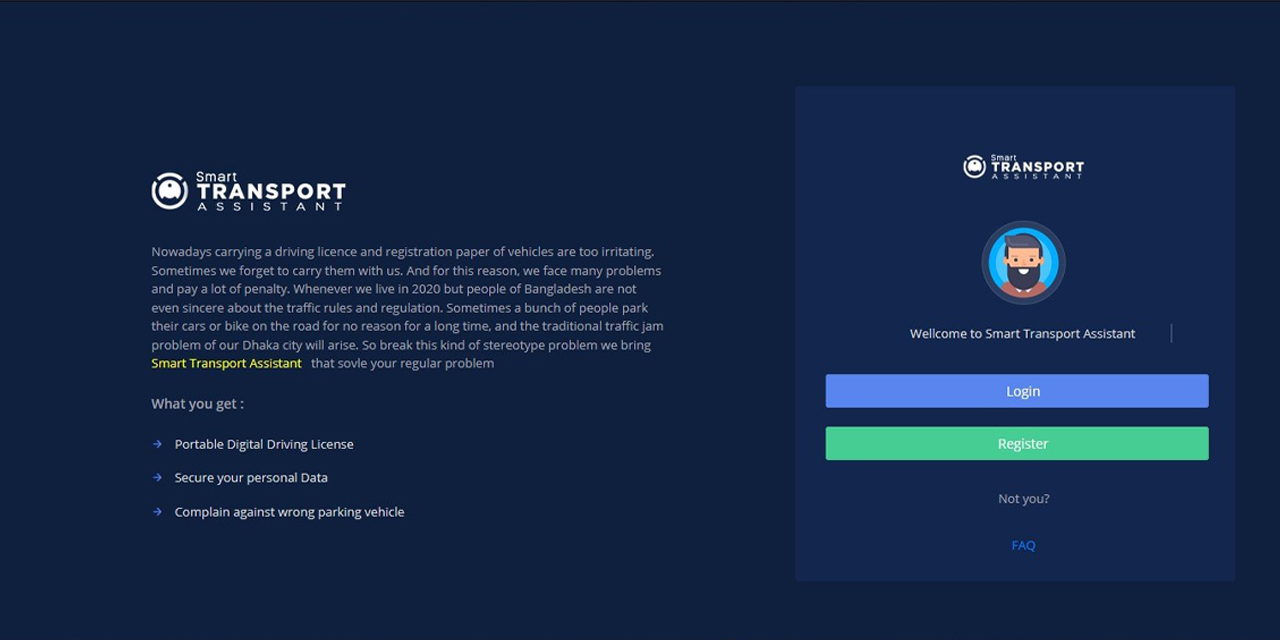 Smart
TRANSPORT
ASSISTANT
Nowadays carrying a driving licence and registration paper of vehicles are too irritating.
Sometimes we forget to carry them with us. And for this reason, we face many problems
and pay a lot of penalty. Whenever we live in 2020 but people of Bangladesh are not
even sincere about the traffic rules and regulation. Sometimes a bunch of people park
their cars or bike on the road for no reason for a long time, and the traditional traffic jam
problem of our Dhaka city will arise. So break this kind of stereotype problem we bring
Smart Transport Assistant that sovle your regular problem
What you get :
Portable Digital Driving License
Secure your personal Data
Complain against wrong parking vehicle
Smart
TRANSPORT
ASSISTANT
Wellcome to Smart Transport Assistant
Login
Register
Not you?
FAQ